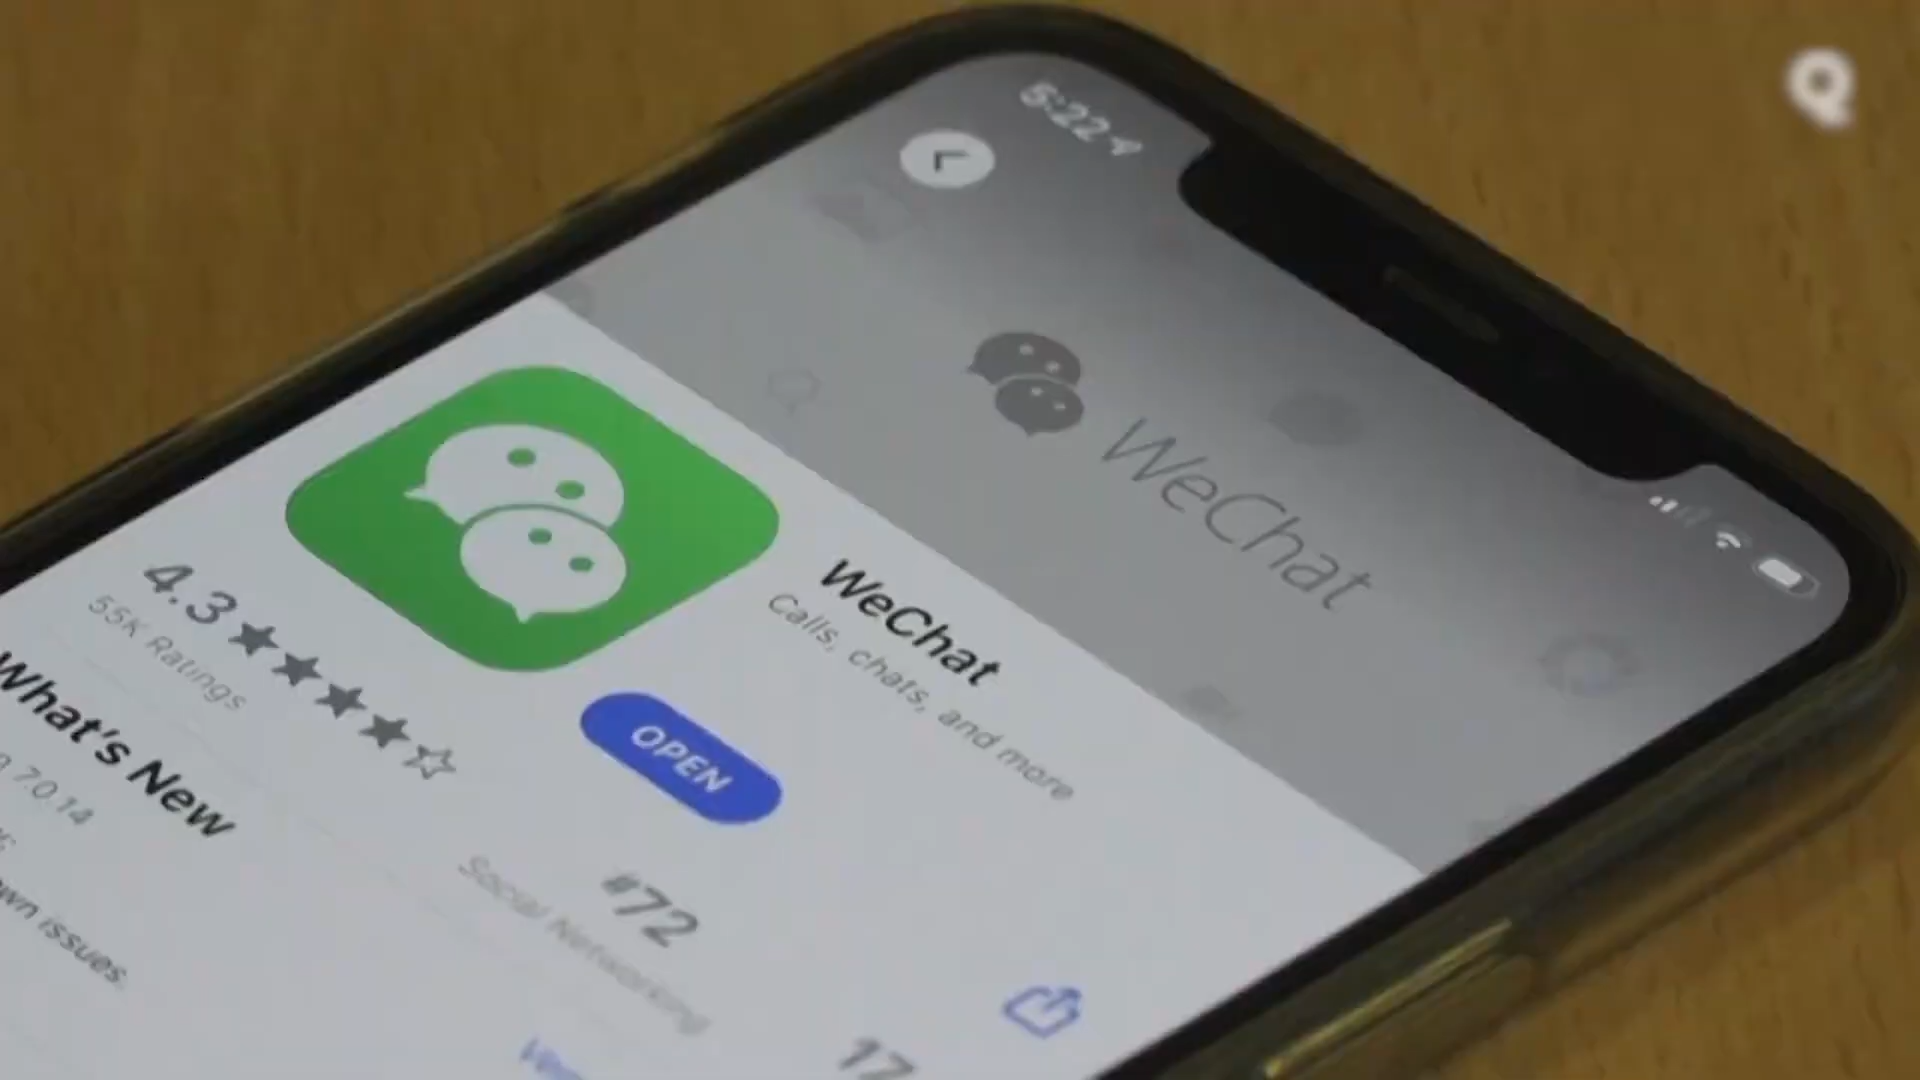 5:22
WeChat
WeChat
Calls, chats, and more
OPEN
4.3★★★★☆
55K Ratings
#72
Social Networking
17
What's New
7.0.14
own issues.